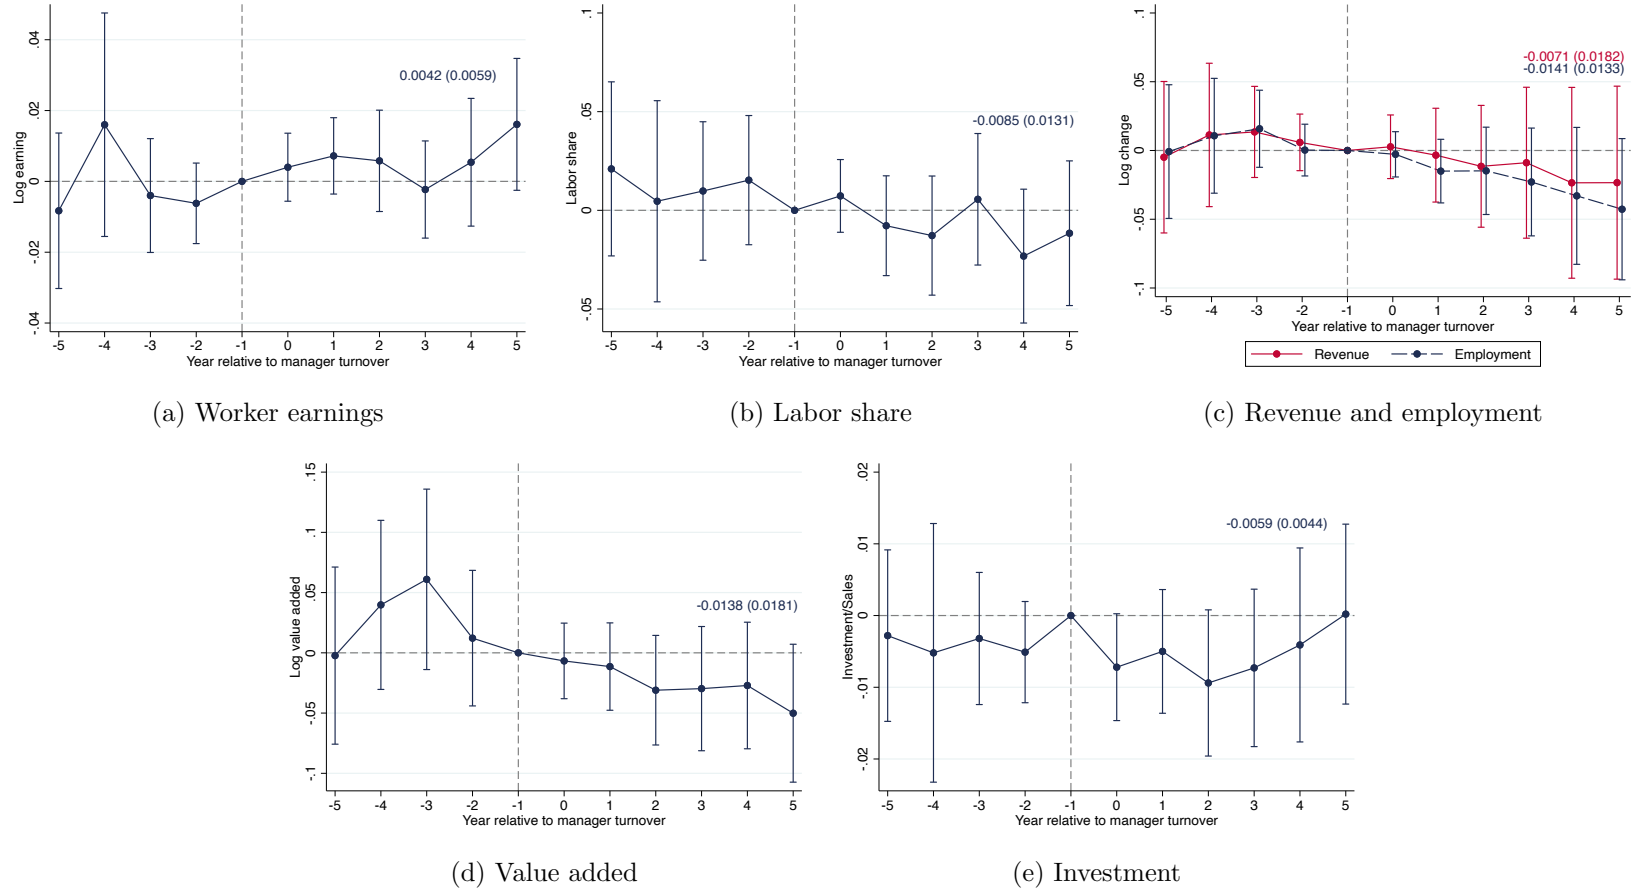 .04
.02
0
-.02
-.04
Log earning
0.0042 (0.0059)
-5 -4 -3 -2 -1 0 1 2 3 4 5
Year relative to manager turnover
(a) Worker earnings
.1
.05
0
-.05
Labor share
-0.0085 (0.0131)
-5 -4 -3 -2 -1 0 1 2 3 4 5
Year relative to manager turnover
(b) Labor share
.1
.05
0
-.05
-.1
Log change
-0.0071 (0.0182)
-0.0141 (0.0133)
-5 -4 -3 -2 -1 0 1 2 3 4 5
Year relative to manager turnover
Revenue Employment
(c) Revenue and employment
.15
.1
.05
0
-.05
-.1
Log value added
-0.0138 (0.0181)
-5 -4 -3 -2 -1 0 1 2 3 4 5
Year relative to manager turnover
(d) Value added
.02
.01
0
-.01
-.02
Investment/Sales
-0.0059 (0.0044)
-5 -4 -3 -2 -1 0 1 2 3 4 5
Year relative to manager turnover
(e) Investment